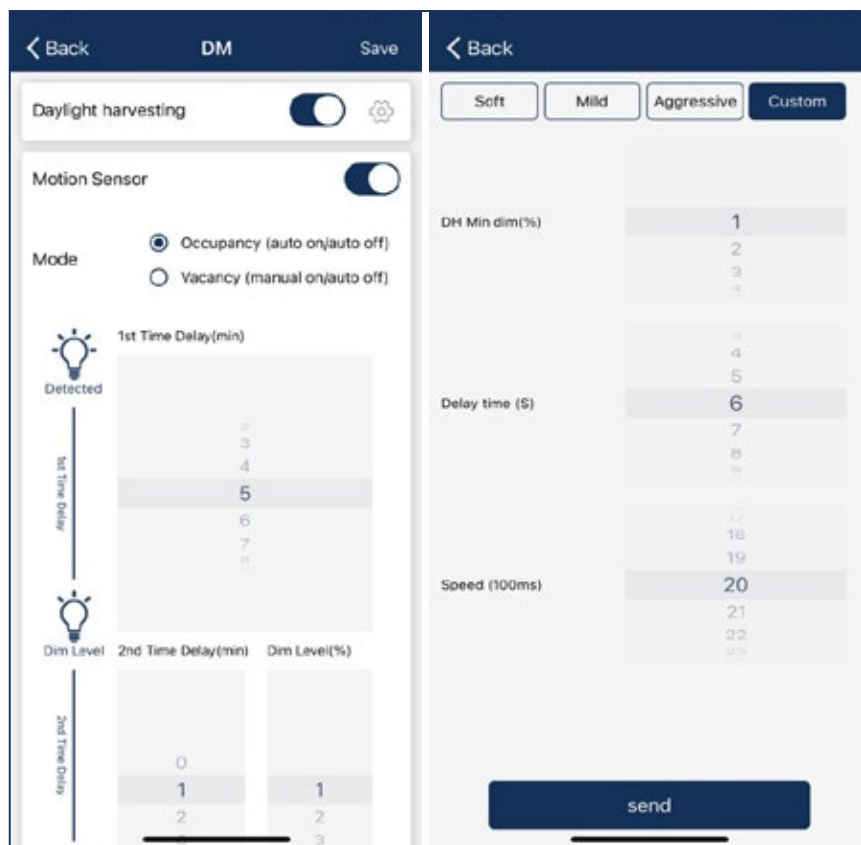 Back DM Save
Daylight harvesting
Motion Sensor
Mode
Occupancy (auto on/auto off)
Vacancy (manual on/auto off)
1st Time Delay(min)
Detected
1st Time Delay
3
4
5
6
7
Dim Level
2nd Time Delay(min) Dim Level(%)
2nd Time Delay
0
1 1
2 2
3
Back
Soft Mild Aggressive Custom
DH Min dim(%)
1
2
3
4
Delay time (S)
4
5
6
7
8
Speed (100ms)
19
20
21
22
send